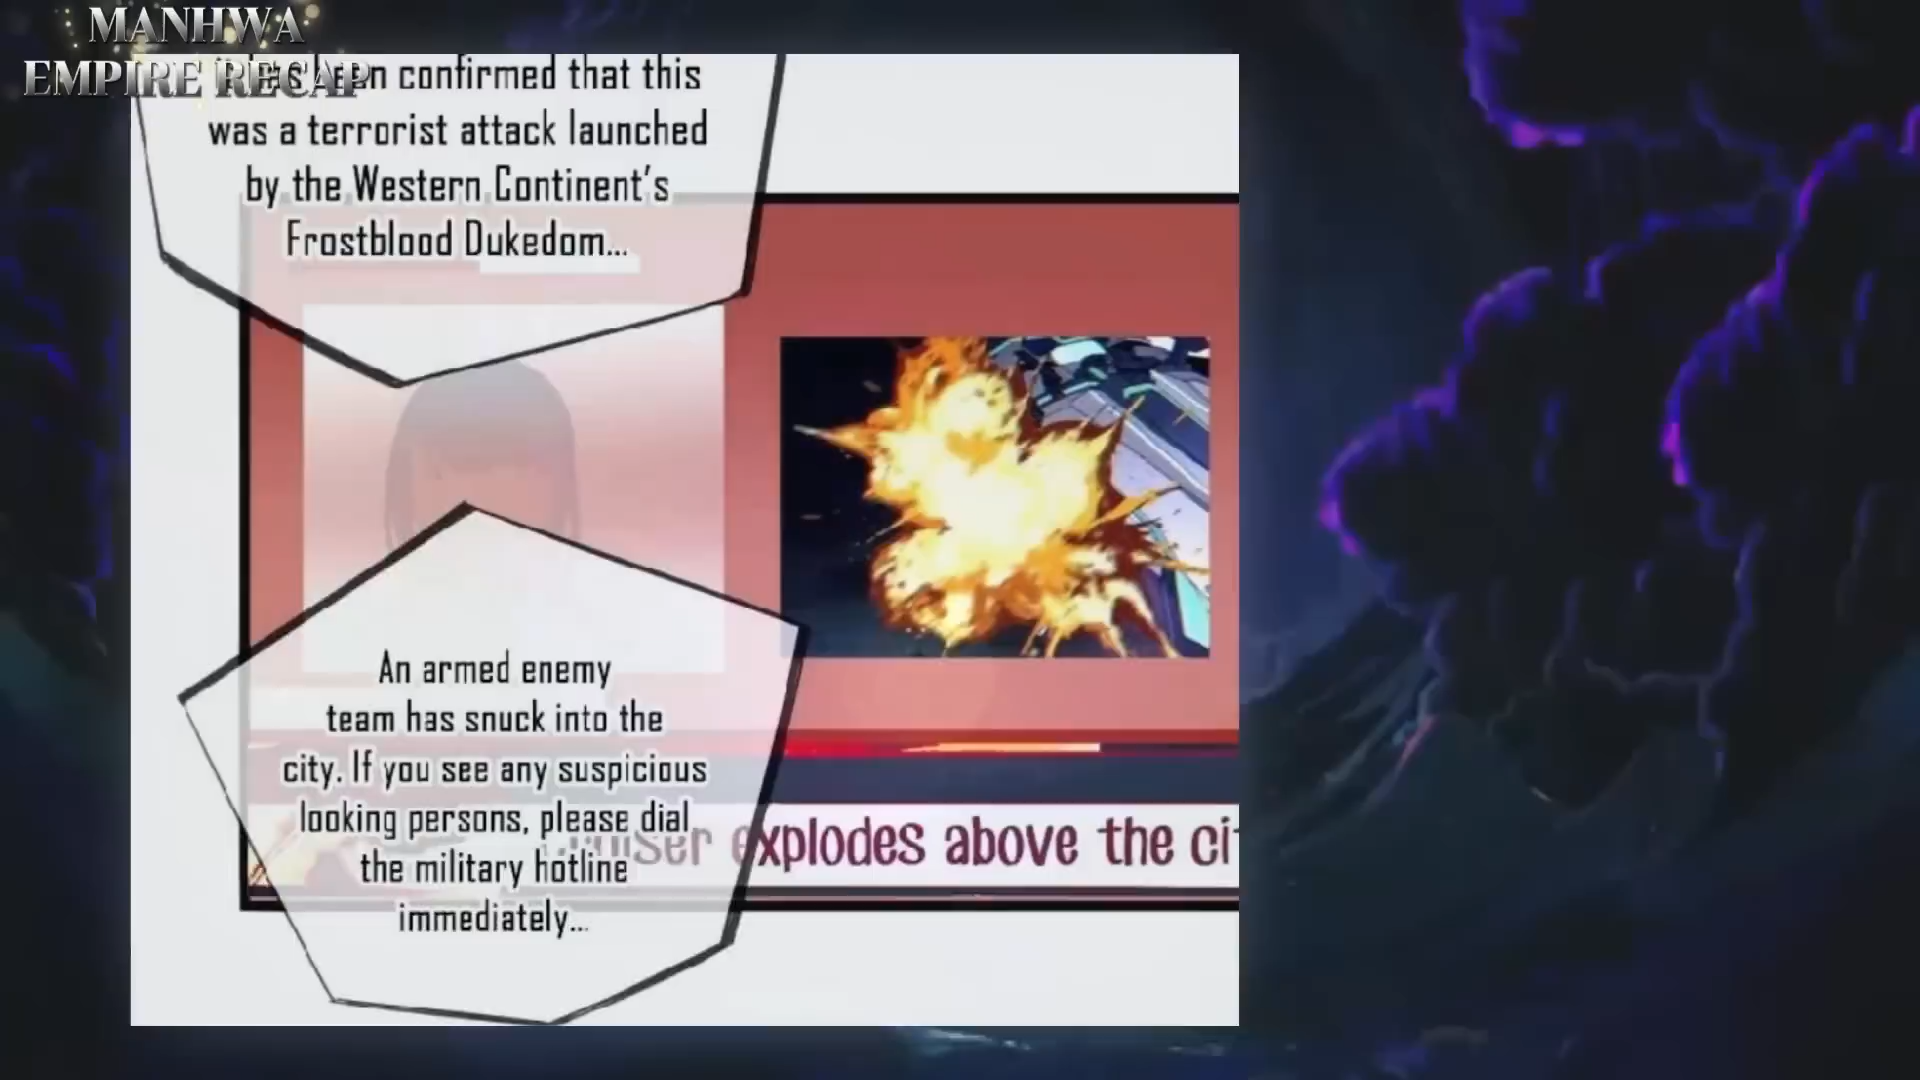 MANHWA
EMPIRE RECAP
confirmed that this
was a terrorist attack launched
by the Western Continent's
Frostblood Dukedom...
An armed enemy
team has snuck into the
city. If you see any suspicious
looking persons, please dial
the military hotline
immediately...
explodes above the